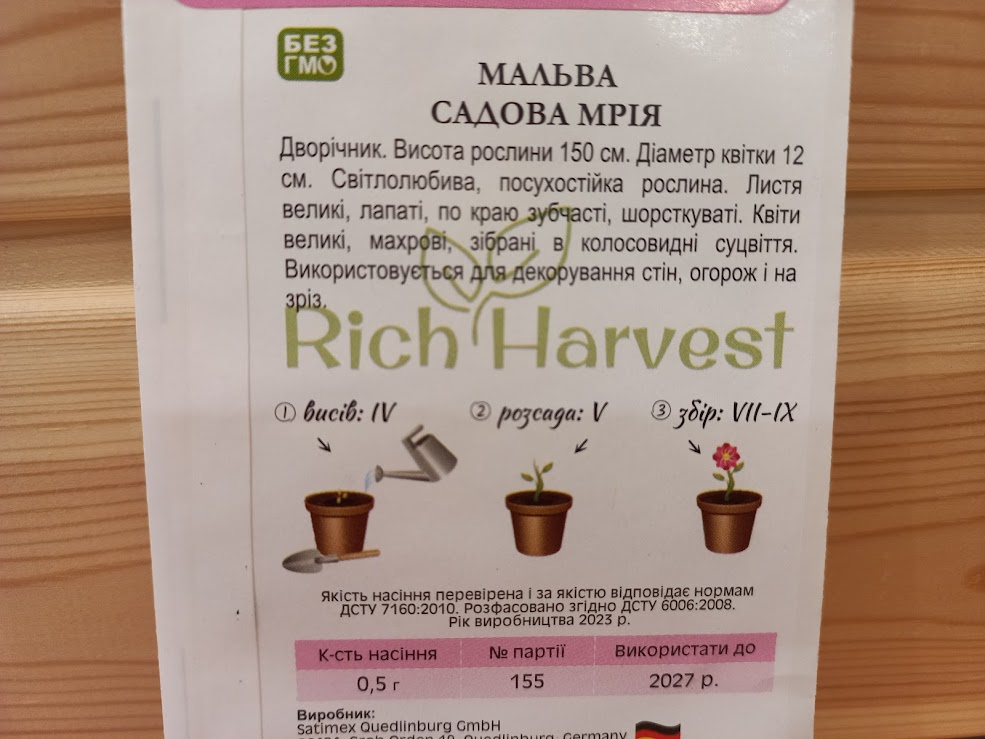 БЕЗ
ГМО
МАЛЬВА
САДОВА МРІЯ
Дворічник. Висота рослини 150 см. Діаметр квітки 12
см. Світлолюбива, посухостійка рослина. Листя
великі, лапаті, по краю зубчасті, шорсткуваті. Квіти
великі, махрові, зібрані в колосовидні суцвіття.
Використовується для декорування стін, огорож і на
зріз.
Rich Harvest
① висів: IV ② розсада: V ③ збір: VII-IX
Якість насіння перевірена і за якістю відповідає нормам
ДСТУ 7160:2010. Розфасовано згідно ДСТУ 6006:2008.
Рік виробництва 2023 р.
К-сть насіння № партії Використати до
0,5 г 155 2027 р.
Виробник:
Satimex Quedlinburg GmbH
Quedlinburg, Germany